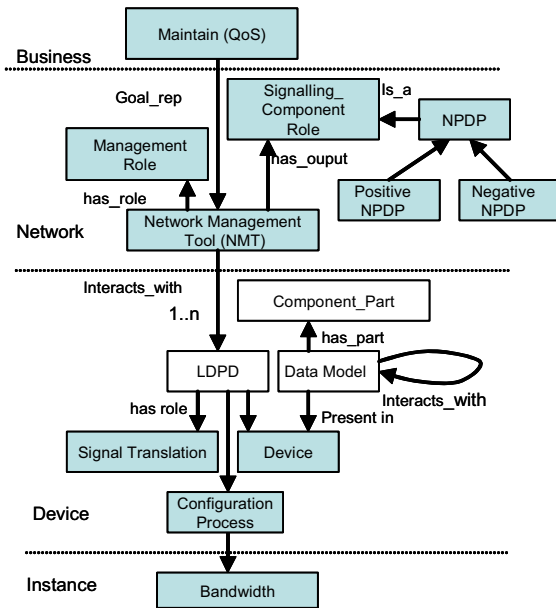 Maintain (QoS)
Business
Goal_rep
Signalling_
Component
Role
Is_a
NPDP
Management
Role
has_ouput
has_role
Positive
NPDP
Negative
NPDP
Network Management
Tool (NMT)
Network
Interacts_with
1..n
Component_Part
has_part
LDPD
Data Model
Interacts_with
has role
Present in
Signal Translation
Device
Configuration
Process
Device
Instance
Bandwidth